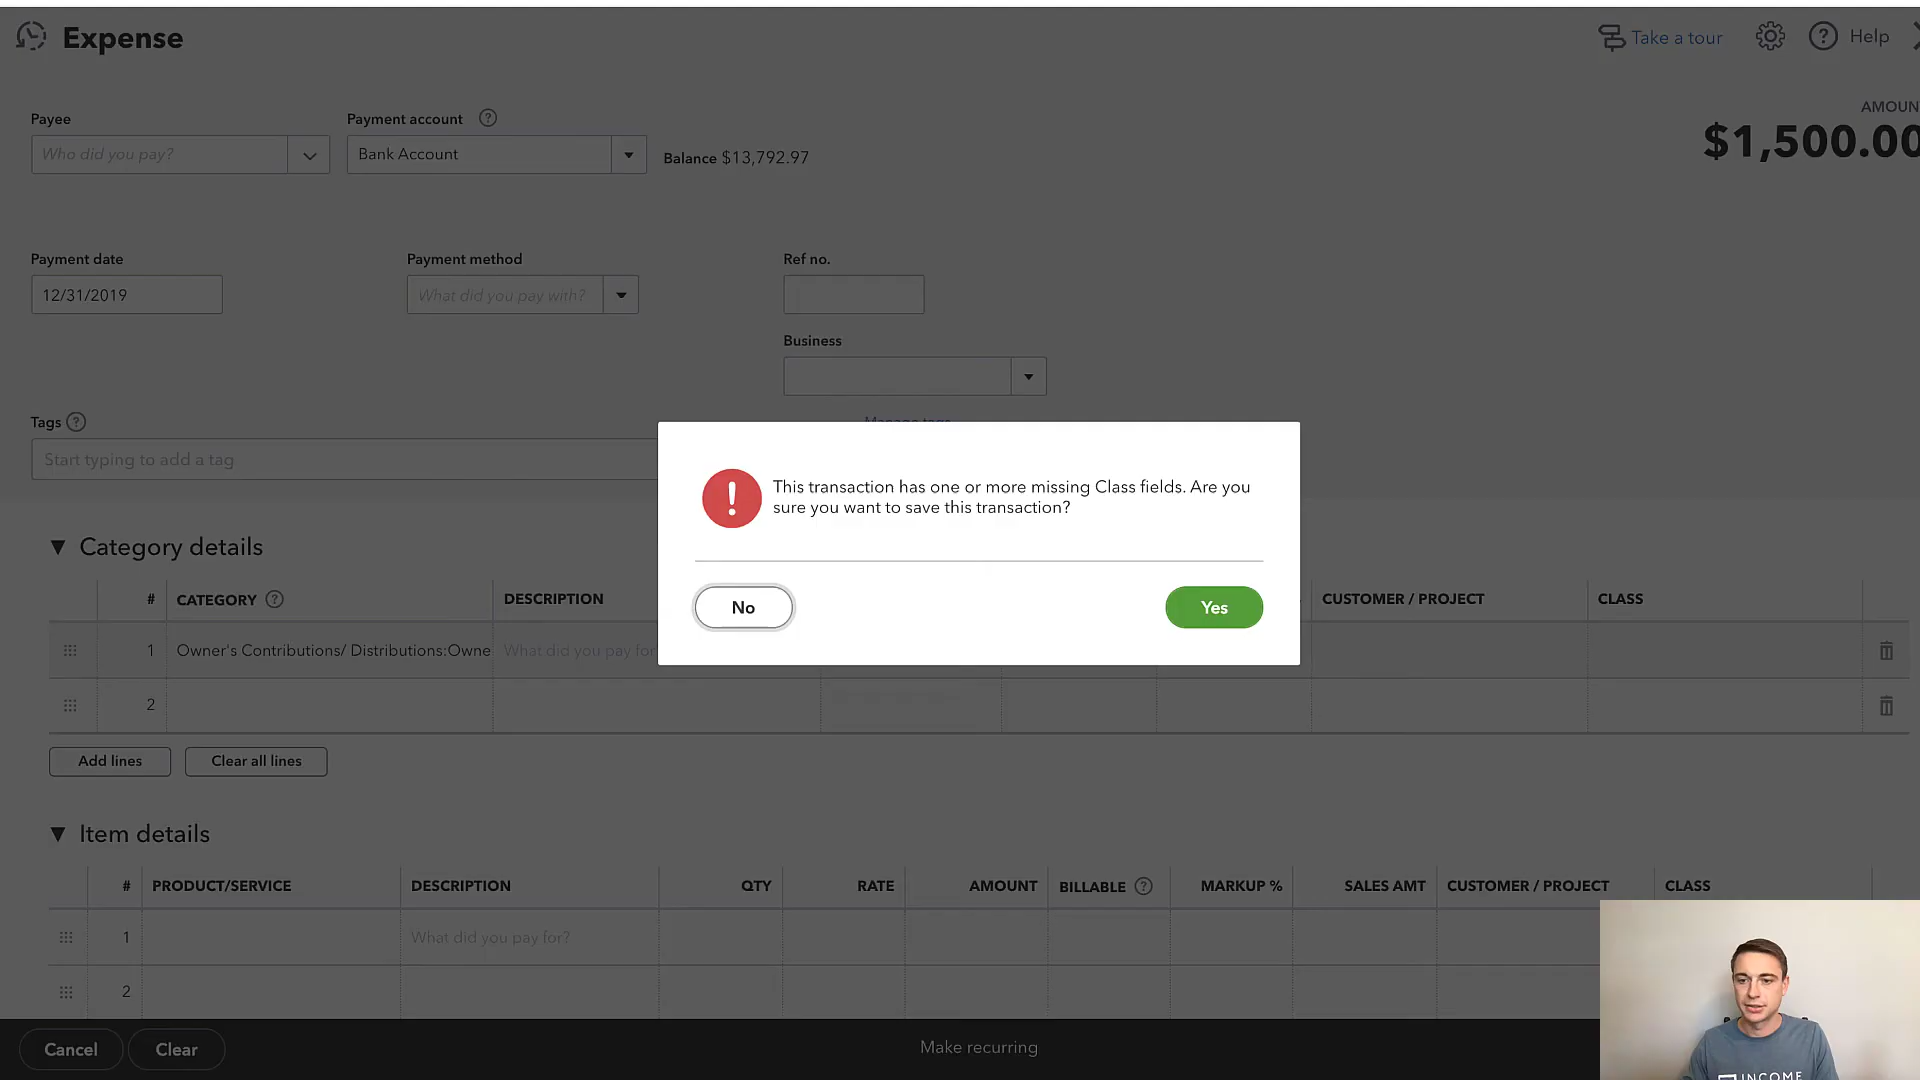 Expense
Take a tour
Help
Payee
Payment account
AMOUN
Who did you pay?
Bank Account
Balance $13,792.97
$1,500.00
Payment date
Payment method
Ref no.
12/31/2019
What did you pay with?
Business
Tags
Manage tags
Start typing to add a tag
This transaction has one or more missing Class fields. Are you
sure you want to save this transaction?
No
Yes
Category details
# CATEGORY DESCRIPTION CUSTOMER / PROJECT CLASS
1 Owner's Contributions/ Distributions:Owne What did you pay for
2
Add lines
Clear all lines
Item details
# PRODUCT/SERVICE DESCRIPTION QTY RATE AMOUNT BILLABLE MARKUP % SALES AMT CUSTOMER / PROJECT CLASS
1 What did you pay for?
2
Cancel
Clear
Make recurring
INCOME